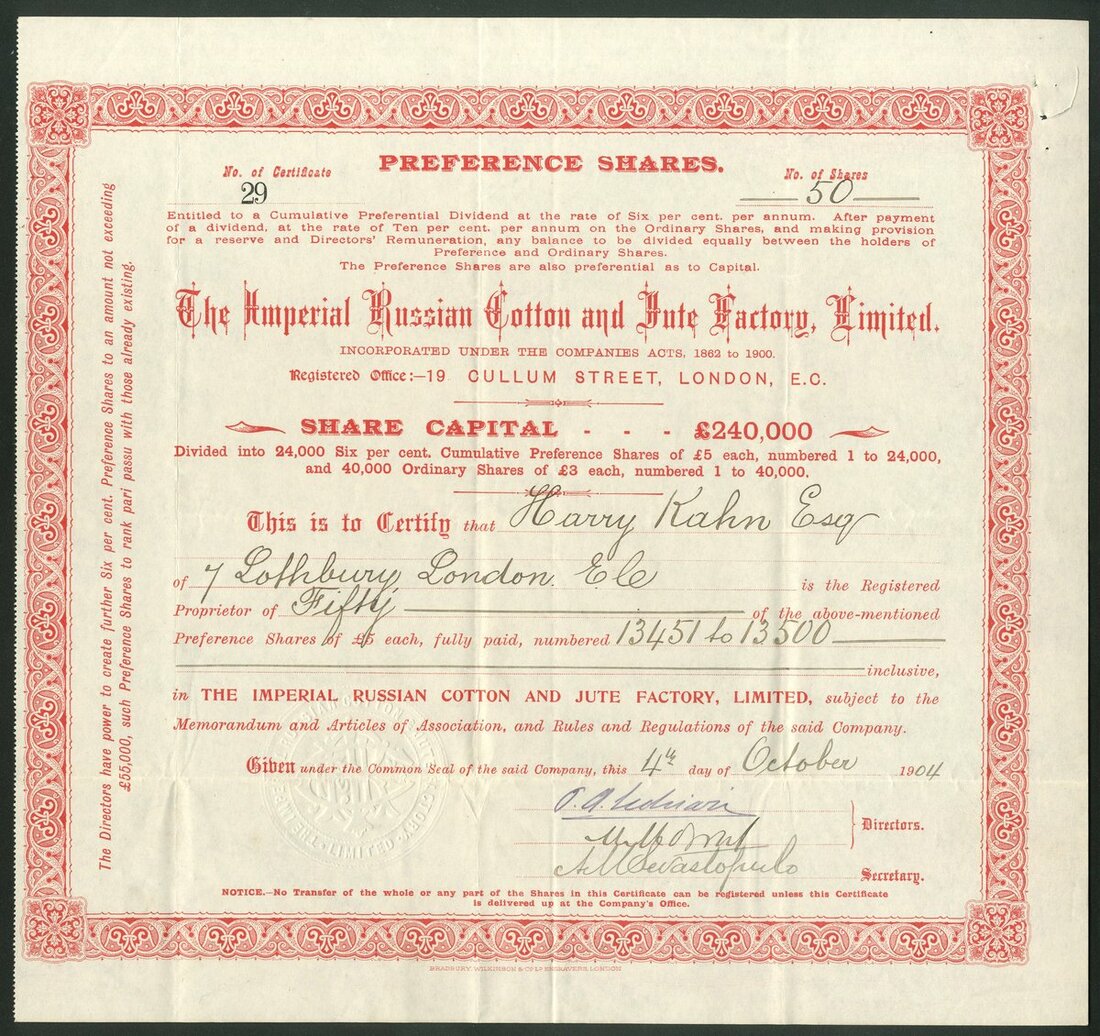 PREFERENCE SHARES.
No. of Certificate
29
No. of Shares
50
Entitled to a Cumulative Preferential Dividend at the rate of Six per cent. per annum. After payment
of a dividend, at the rate of Ten per cent. per annum on the Ordinary Shares, and making provision
for a reserve and Directors' Remuneration, any balance to be divided equally between the holders of
Preference and Ordinary Shares.
The Preference Shares are also preferential as to Capital.
The Imperial Russian Cotton and Jute Factory, Limited.
INCORPORATED UNDER THE COMPANIES ACTS, 1862 to 1900.
Registered Office:—19 CULLUM STREET, LONDON, E.C.
SHARE CAPITAL - - - £240,000
Divided into 24,000 Six per cent. Cumulative Preference Shares of £5 each, numbered 1 to 24,000,
and 40,000 Ordinary Shares of £3 each, numbered 1 to 40,000.
This is to Certify that Harry Kahn Esq
of 7 Lothbury London. E C is the Registered
Proprietor of Fifty of the above-mentioned
Preference Shares of £5 each, fully paid, numbered 13451 to 13500
inclusive,
in THE IMPERIAL RUSSIAN COTTON AND JUTE FACTORY, LIMITED, subject to the
Memorandum and Articles of Association, and Rules and Regulations of the said Company.
Given under the Common Seal of the said Company, this 4th day of October 1904
Directors.
Secretary.
NOTICE.—No Transfer of the whole or any part of the Shares in this Certificate can be registered unless this Certificate
is delivered up at the Company's Office.
BRADBURY, WILKINSON & Co Ld ENGRAVERS, LONDON
The Directors have power to create further Six per cent. Preference Shares to an amount not exceeding
£55,000, such Preference Shares to rank pari passu with those already existing.